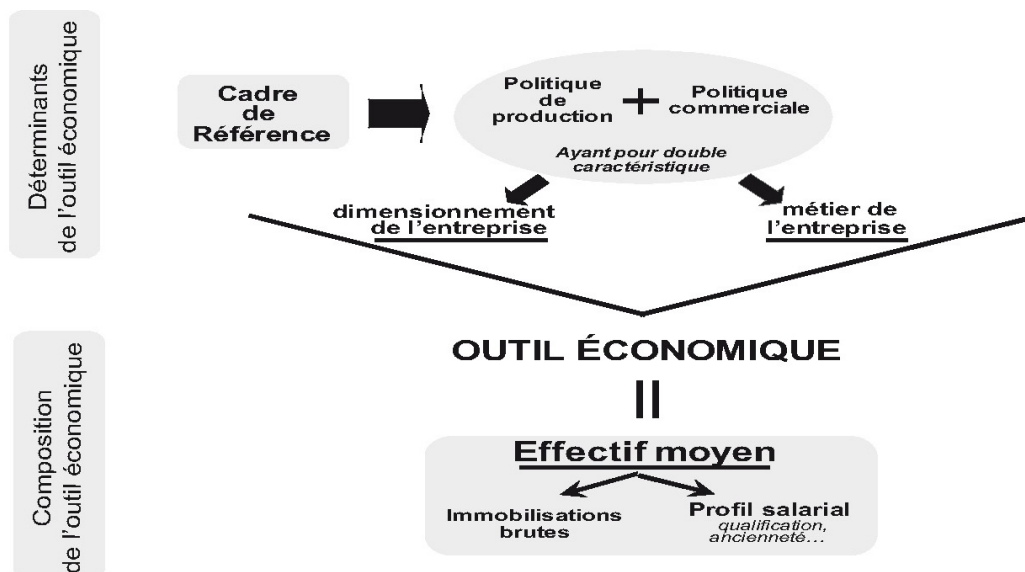 Déterminants
de l'outil économique
Cadre
de
Référence
Politique
de
production
+
Politique
commerciale
Ayant pour double
caractéristique
dimensionnement
de l'entreprise
métier de
l'entreprise
Composition
de l'outil économique
OUTIL ÉCONOMIQUE
=
Effectif moyen
Immobilisations
brutes
Profil salarial
qualification,
ancienneté...